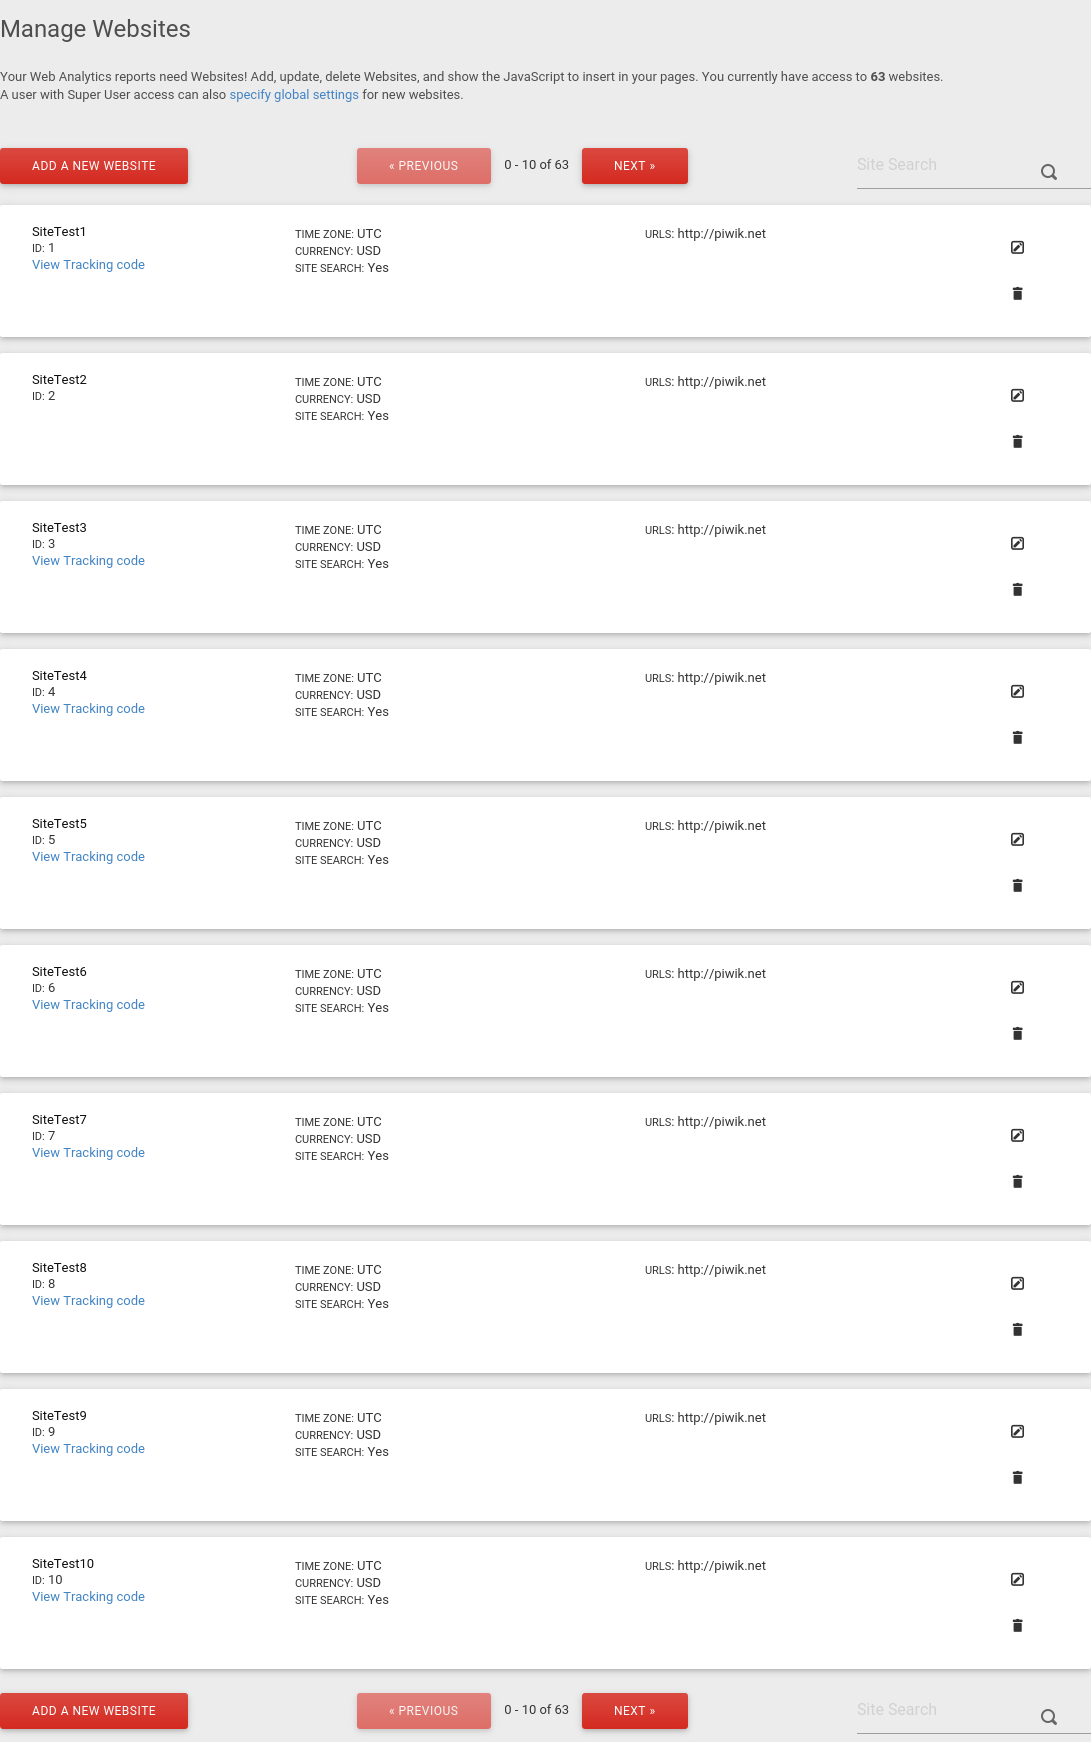 Manage Websites
Your Web Analytics reports need Websites! Add, update, delete Websites, and show the JavaScript to insert in your pages. You currently have access to 63 websites.
A user with Super User access can also specify global settings for new websites.
ADD A NEW WEBSITE
« PREVIOUS
0 - 10 of 63
NEXT »
Site Search
SiteTest1
ID: 1
View Tracking code
TIME ZONE: UTC
CURRENCY: USD
SITE SEARCH: Yes
URLS: http://piwik.net
SiteTest2
ID: 2
TIME ZONE: UTC
CURRENCY: USD
SITE SEARCH: Yes
URLS: http://piwik.net
SiteTest3
ID: 3
View Tracking code
TIME ZONE: UTC
CURRENCY: USD
SITE SEARCH: Yes
URLS: http://piwik.net
SiteTest4
ID: 4
View Tracking code
TIME ZONE: UTC
CURRENCY: USD
SITE SEARCH: Yes
URLS: http://piwik.net
SiteTest5
ID: 5
View Tracking code
TIME ZONE: UTC
CURRENCY: USD
SITE SEARCH: Yes
URLS: http://piwik.net
SiteTest6
ID: 6
View Tracking code
TIME ZONE: UTC
CURRENCY: USD
SITE SEARCH: Yes
URLS: http://piwik.net
SiteTest7
ID: 7
View Tracking code
TIME ZONE: UTC
CURRENCY: USD
SITE SEARCH: Yes
URLS: http://piwik.net
SiteTest8
ID: 8
View Tracking code
TIME ZONE: UTC
CURRENCY: USD
SITE SEARCH: Yes
URLS: http://piwik.net
SiteTest9
ID: 9
View Tracking code
TIME ZONE: UTC
CURRENCY: USD
SITE SEARCH: Yes
URLS: http://piwik.net
SiteTest10
ID: 10
View Tracking code
TIME ZONE: UTC
CURRENCY: USD
SITE SEARCH: Yes
URLS: http://piwik.net
ADD A NEW WEBSITE
« PREVIOUS
0 - 10 of 63
NEXT »
Site Search